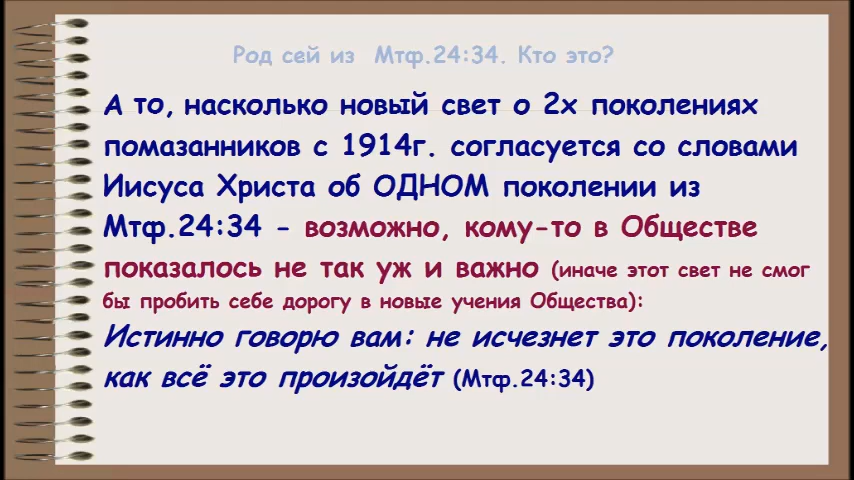 Род сей из Мтф.24:34. Кто это?
А то, насколько новый свет о 2х поколениях
помазанников с 1914г. согласуется со словами
Иисуса Христа об ОДНОМ поколении из
Мтф.24:34 - возможно, кому-то в Обществе
показалось не так уж и важно (иначе этот свет не смог
бы пробить себе дорогу в новые учения Общества):
Истинно говорю вам: не исчезнет это поколение,
как всё это произойдёт (Мтф.24:34)